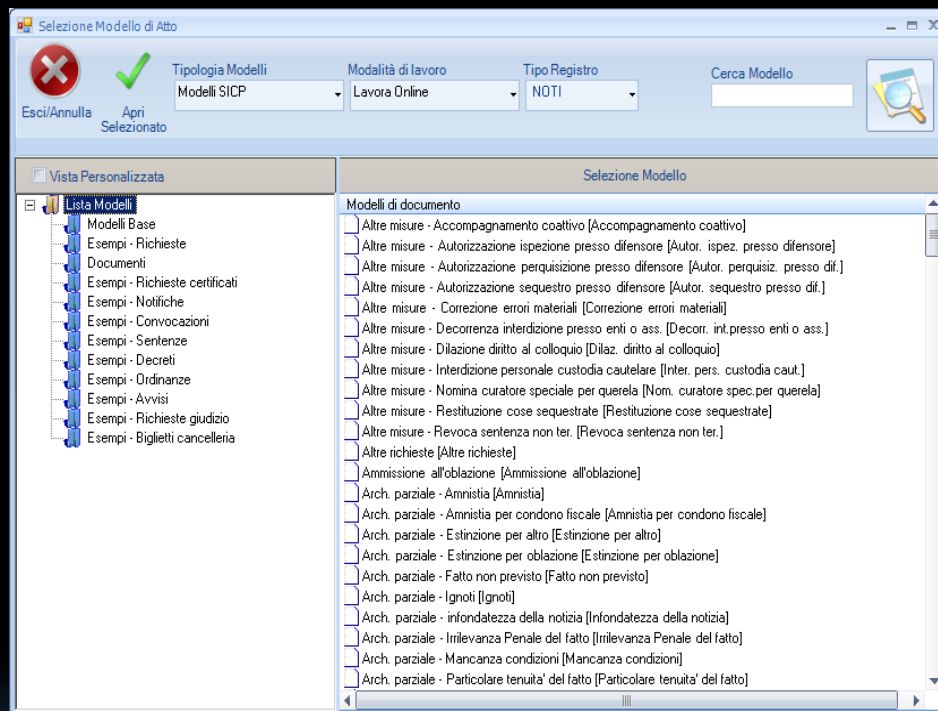 Selezione Modello di Atto
Esci/Annulla
Apri
Selezionato
Tipologia Modelli
Modelli SICP
Modalità di lavoro
Lavora Online
Tipo Registro
NOTI
Cerca Modello
Vista Personalizzata
Lista Modelli
Modelli Base
Esempi - Richieste
Documenti
Esempi - Richieste certificati
Esempi - Notifiche
Esempi - Convocazioni
Esempi - Sentenze
Esempi - Decreti
Esempi - Ordinanze
Esempi - Avvisi
Esempi - Richieste giudizio
Esempi - Biglietti cancelleria
Selezione Modello
Modelli di documento
Altre misure - Accompagnamento coattivo [Accompagnamento coattivo]
Altre misure - Autorizzazione ispezione presso difensore [Autor. ispez. presso difensore]
Altre misure - Autorizzazione perquisizione presso difensore [Autor. perquisiz. presso dif.]
Altre misure - Autorizzazione sequestro presso difensore [Autor. sequestro presso dif.]
Altre misure - Correzione errori materiali [Correzione errori materiali]
Altre misure - Decorrenza interdizione presso enti o ass. [Decorr. int.presso enti o ass.]
Altre misure - Dilazione diritto al colloquio [Dilaz. diritto al colloquio]
Altre misure - Interdizione personale custodia cautelare [Inter. pers. custodia caut.]
Altre misure - Nomina curatore speciale per querela [Nom. curatore spec.per querela]
Altre misure - Restituzione cose sequestrate [Restituzione cose sequestrate]
Altre misure - Revoca sentenza non ter. [Revoca sentenza non ter.]
Altre richieste [Altre richieste]
Ammissione all'oblazione [Ammissione all'oblazione]
Arch. parziale - Amnistia [Amnistia]
Arch. parziale - Amnistia per condono fiscale [Amnistia per condono fiscale]
Arch. parziale - Estinzione per altro [Estinzione per altro]
Arch. parziale - Estinzione per oblazione [Estinzione per oblazione]
Arch. parziale - Fatto non previsto [Fatto non previsto]
Arch. parziale - Ignoti [Ignoti]
Arch. parziale - infondatezza della notizia [Infondatezza della notizia]
Arch. parziale - Irrilevanza Penale del fatto [Irrilevanza Penale del fatto]
Arch. parziale - Mancanza condizioni [Mancanza condizioni]
Arch. parziale - Particolare tenuita' del fatto [Particolare tenuita' del fatto]